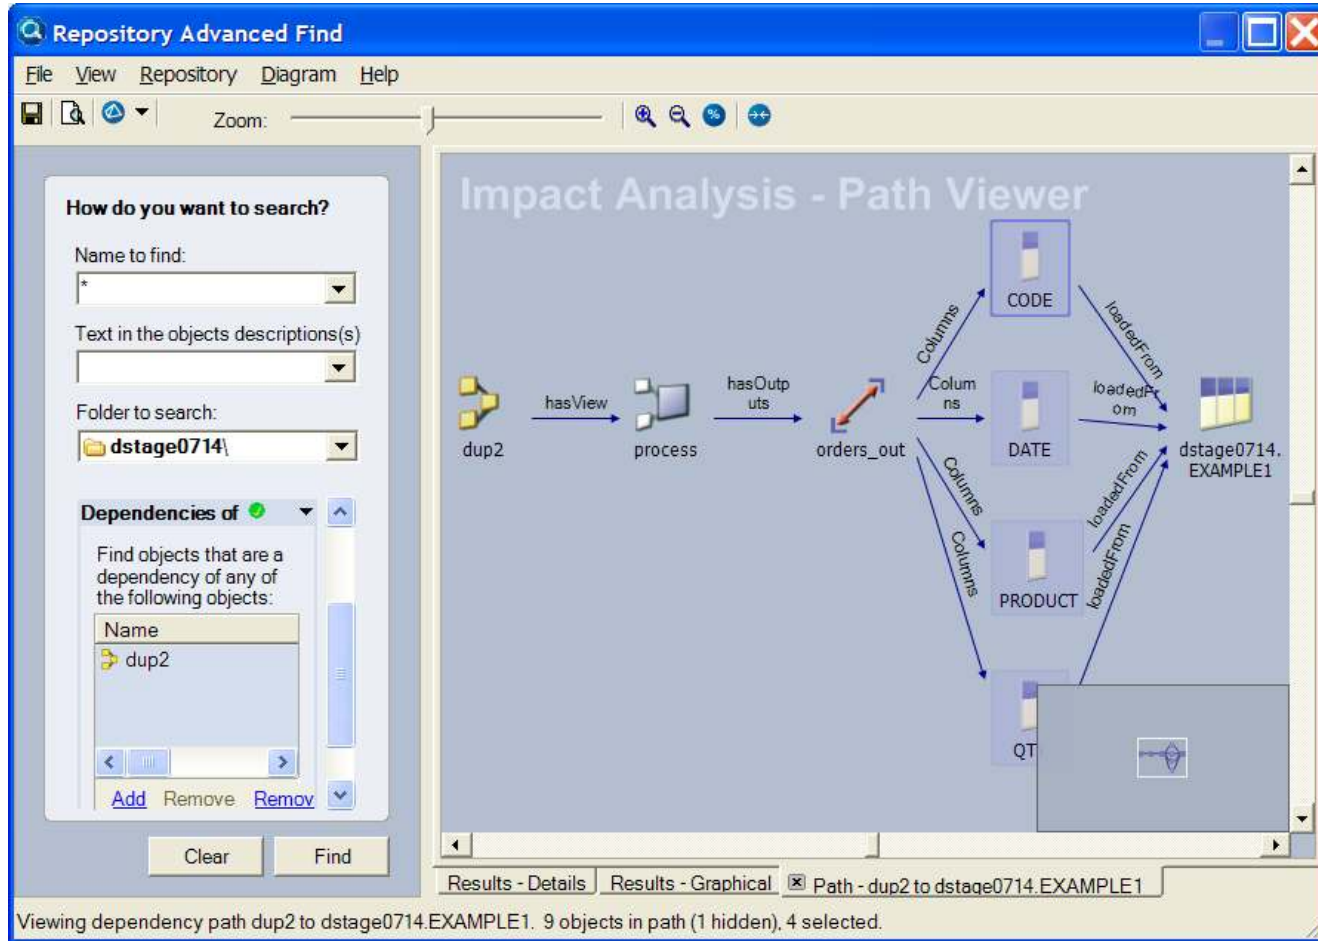 Repository Advanced Find
File View Repository Diagram Help
Zoom:
How do you want to search?
Name to find:
*
Text in the objects descriptions(s)
Folder to search:
dstage0714\
Dependencies of
Find objects that are a
dependency of any of
the following objects:
Name
dup2
Add Remove Remov
Clear Find
Impact Analysis - Path Viewer
dup2
hasView
process
hasOutp
uts
orders_out
Columns
Colum
ns
Columns
Columns
CODE
DATE
PRODUCT
QT
loadedFrom
loadedFr
om
loadedFrom
loadedFrom
dstage0714.
EXAMPLE1
Results - Details Results - Graphical Path - dup2 to dstage0714.EXAMPLE1
Viewing dependency path dup2 to dstage0714.EXAMPLE1. 9 objects in path (1 hidden), 4 selected.